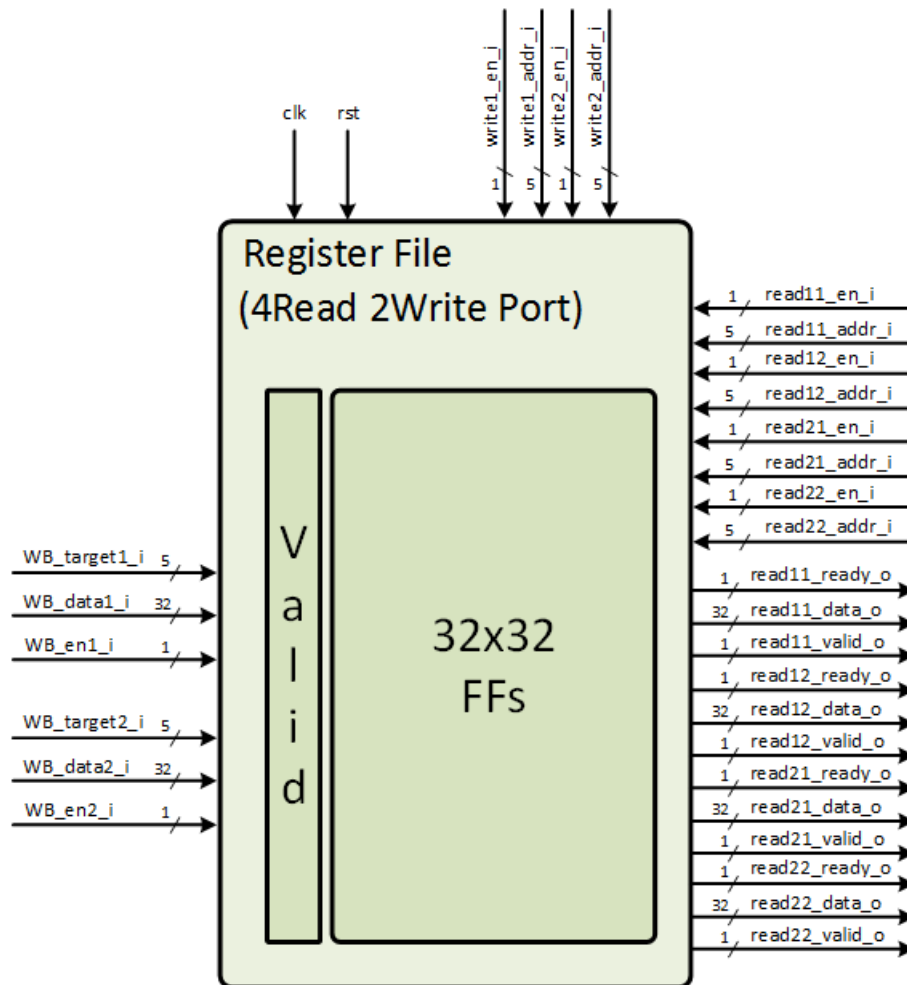 write1_en_i
write1_addr_i
write2_en_i
write2_addr_i
clk
rst
1
5
1
5
Register File
(4Read 2Write Port)
1 read11_en_i
5 read11_addr_i
1 read12_en_i
5 read12_addr_i
1 read21_en_i
5 read21_addr_i
1 read22_en_i
5 read22_addr_i
WB_target1_i 5
WB_data1_i 32
WB_en1_i 1
WB_target2_i 5
WB_data2_i 32
WB_en2_i 1
Valid
32x32
FFs
1 read11_ready_o
32 read11_data_o
1 read11_valid_o
1 read12_ready_o
32 read12_data_o
1 read12_valid_o
1 read21_ready_o
32 read21_data_o
1 read21_valid_o
1 read22_ready_o
32 read22_data_o
1 read22_valid_o